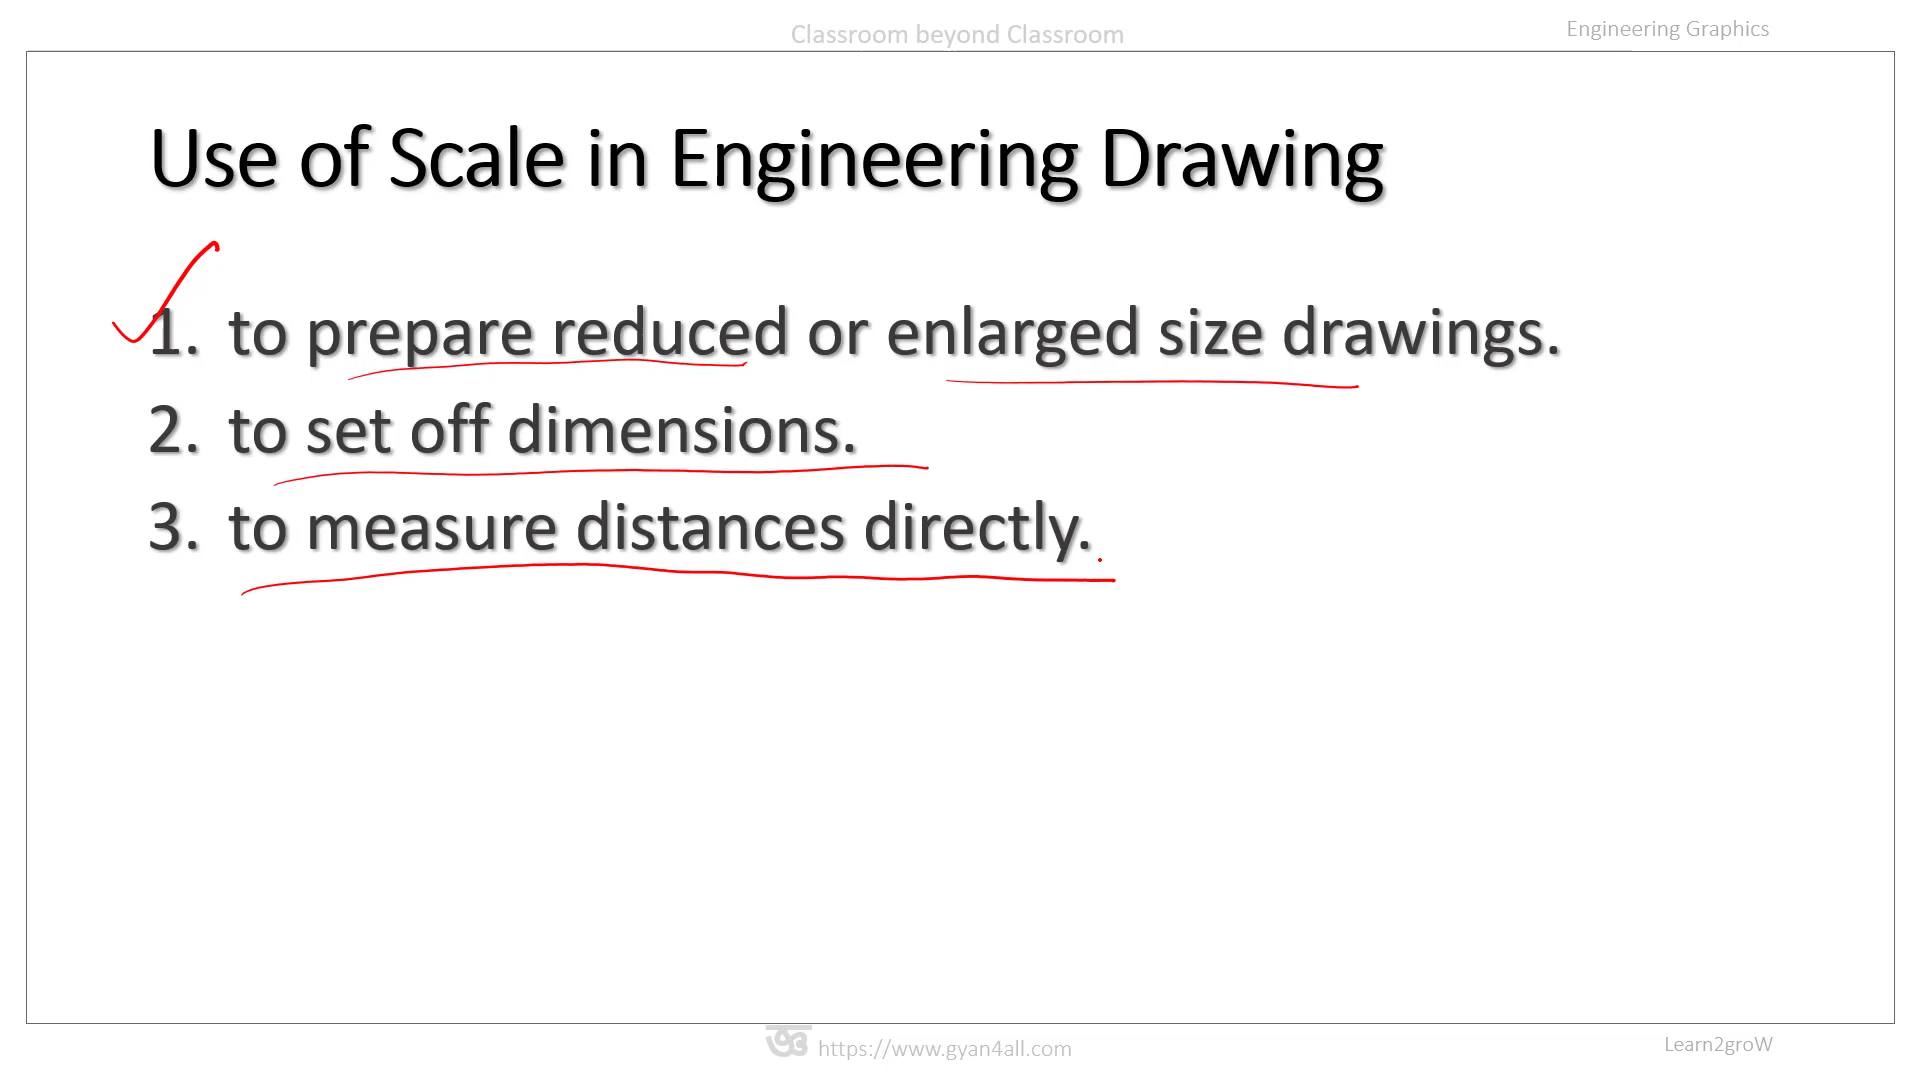 Classroom beyond Classroom
Engineering Graphics
Use of Scale in Engineering Drawing
1. to prepare reduced or enlarged size drawings.
2. to set off dimensions.
3. to measure distances directly.
https://www.gyan4all.com
Learn2groW